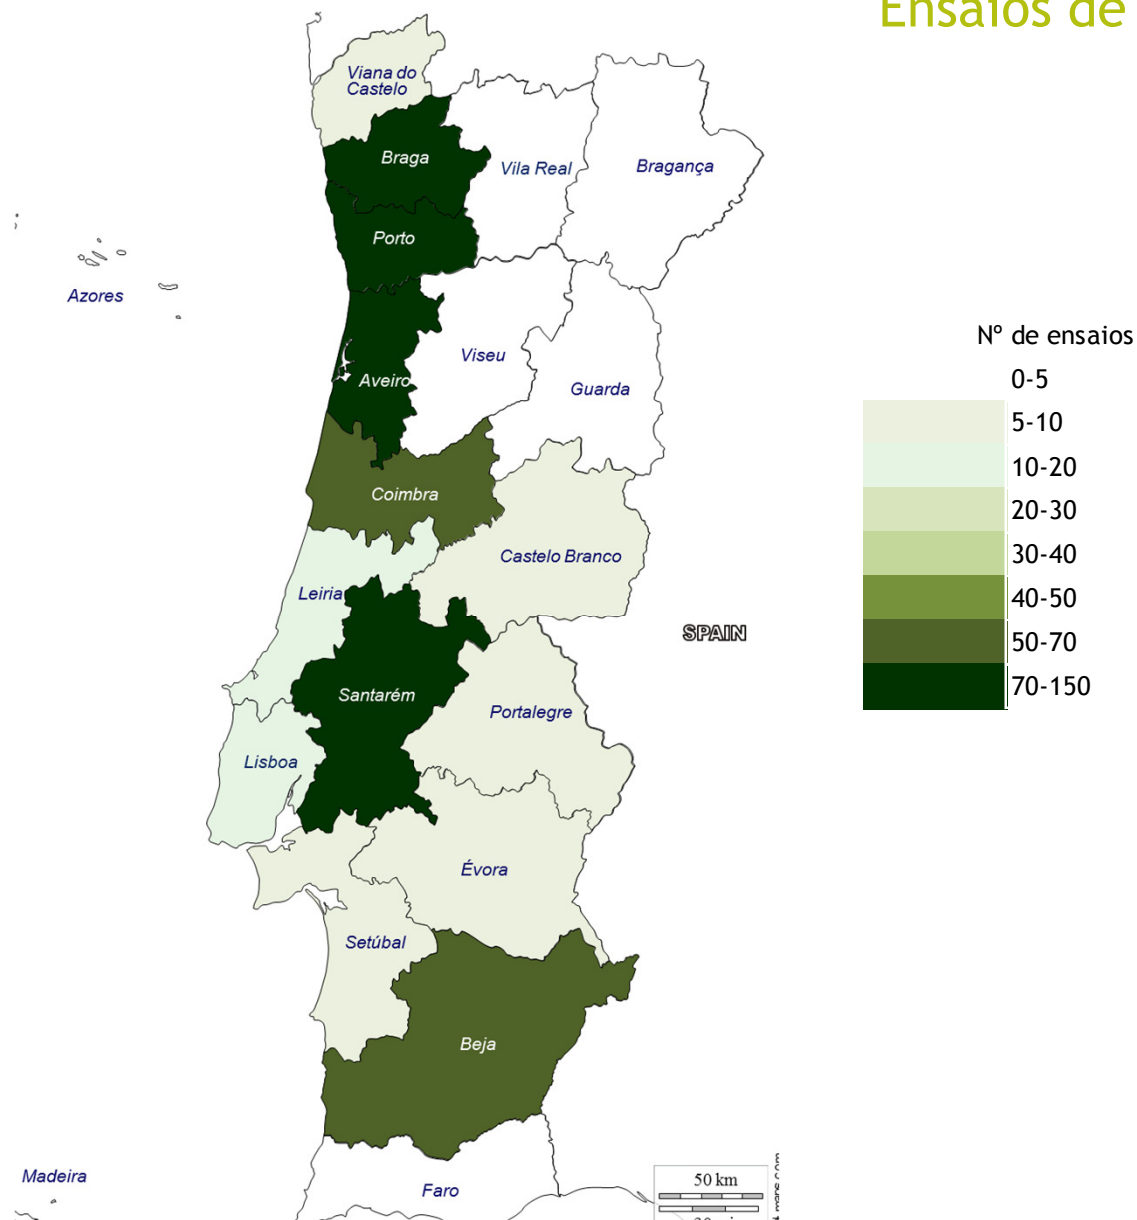 Ensaios de
Viana do
Castelo
Braga
Vila Real
Bragança
Porto
Azores
Viseu
Aveiro
Guarda
Coimbra
Castelo Branco
Leiria
SPAIN
Santarém
Portalegre
Lisboa
Évora
Setúbal
Beja
Madeira
Faro
Nº de ensaios
0-5
5-10
10-20
20-30
30-40
40-50
50-70
70-150
50 km